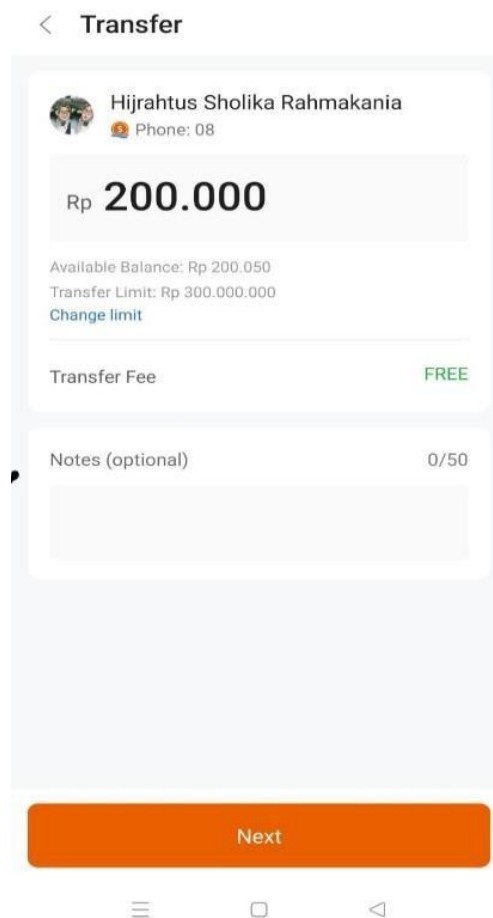 Transfer
Hijrahtus Sholika Rahmakania
Phone: 08
Rp 200.000
Available Balance: Rp 200.050
Transfer Limit: Rp 300.000.000
Change limit
Transfer Fee FREE
Notes (optional) 0/50
Next